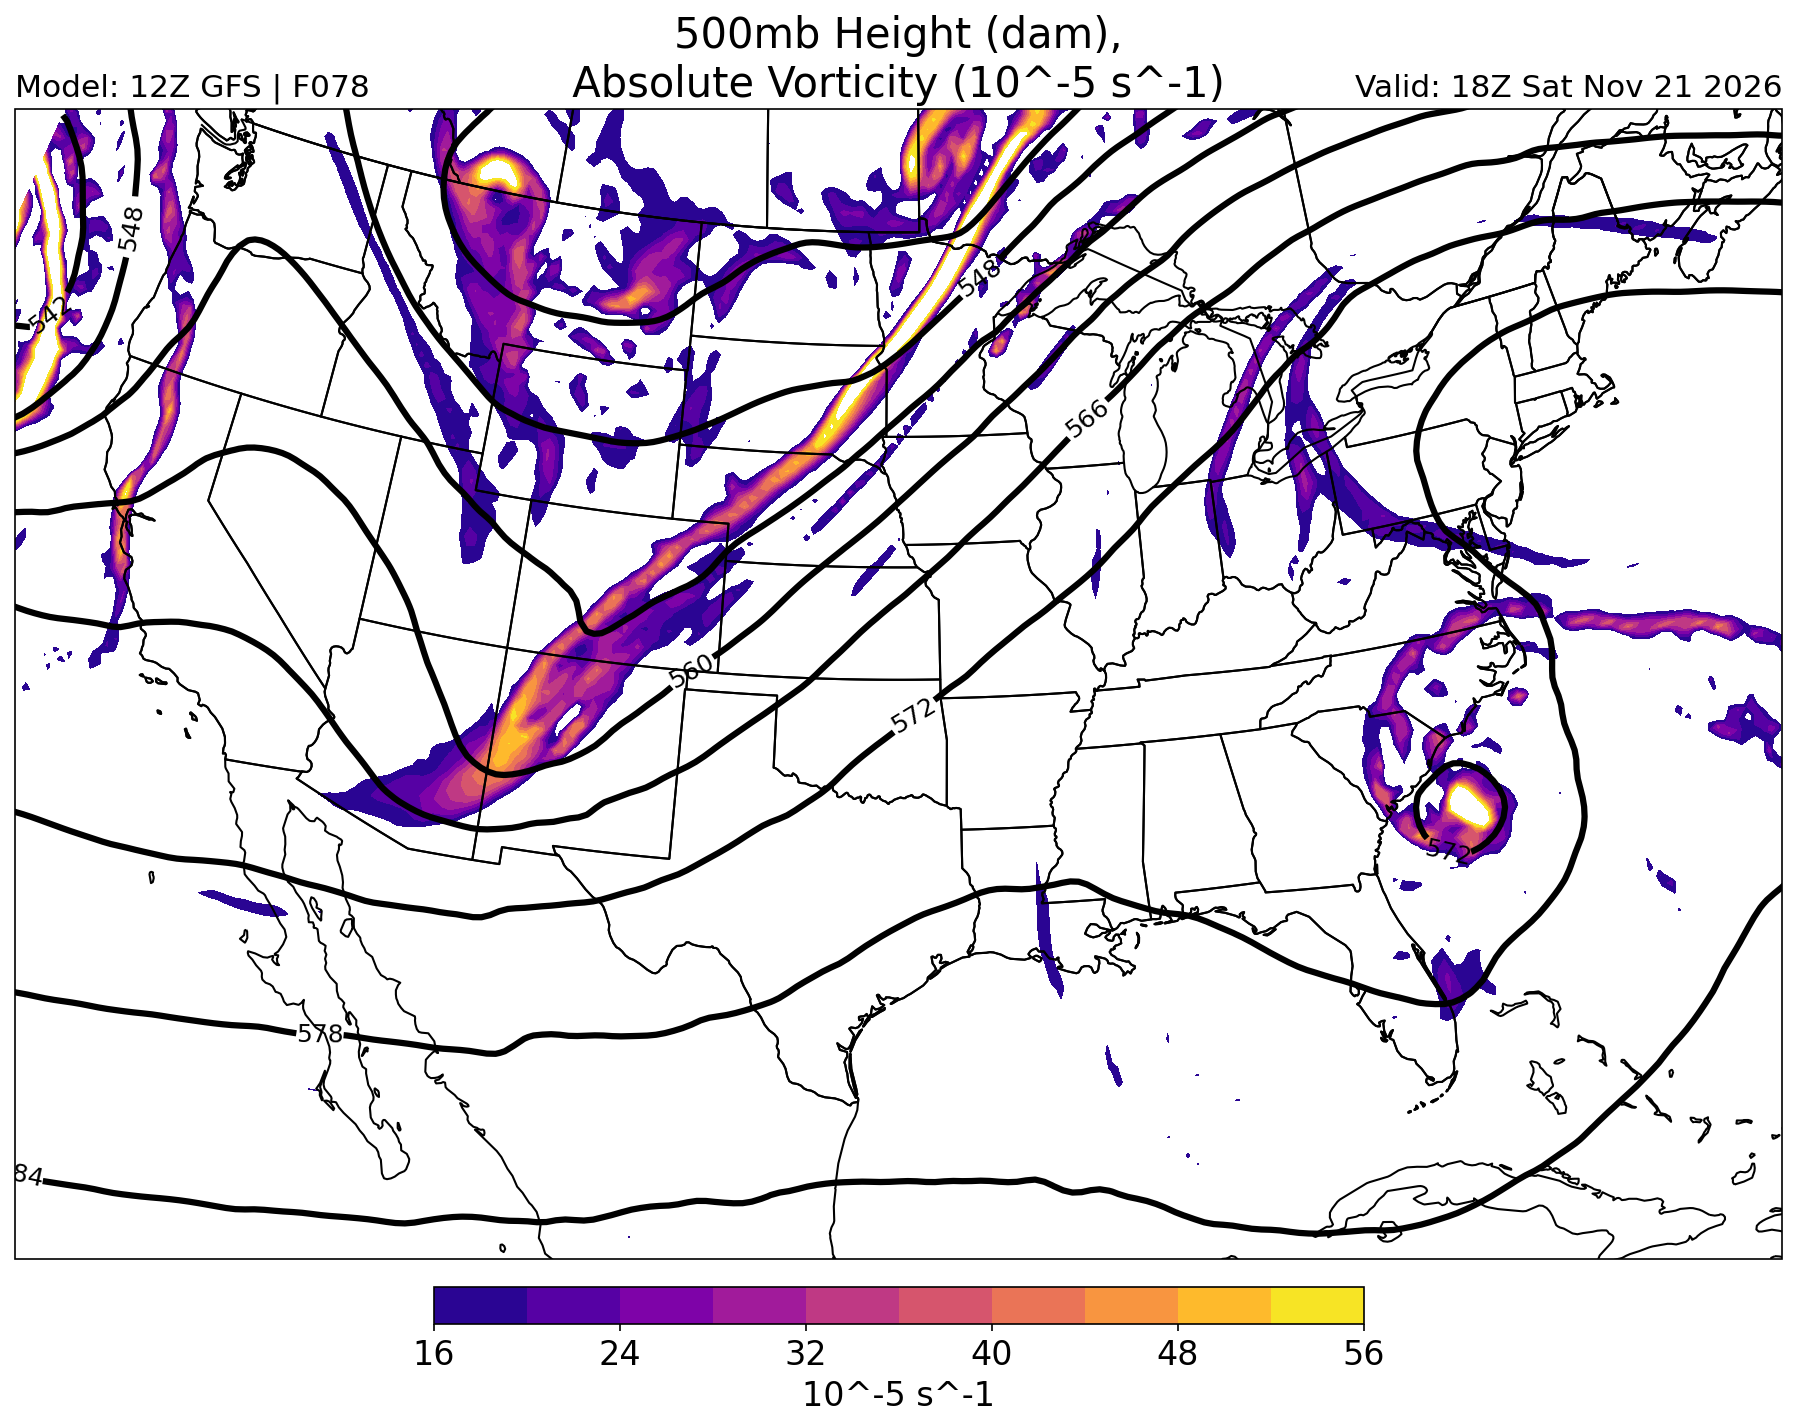 500mb Height (dam),
Absolute Vorticity (10^-5 s^-1)
Model: 12Z GFS | F078
Valid: 18Z Sat Nov 21 2026
548
542
548
566
560
572
572
578
84
16 24 32 40 48 56
10^-5 s^-1